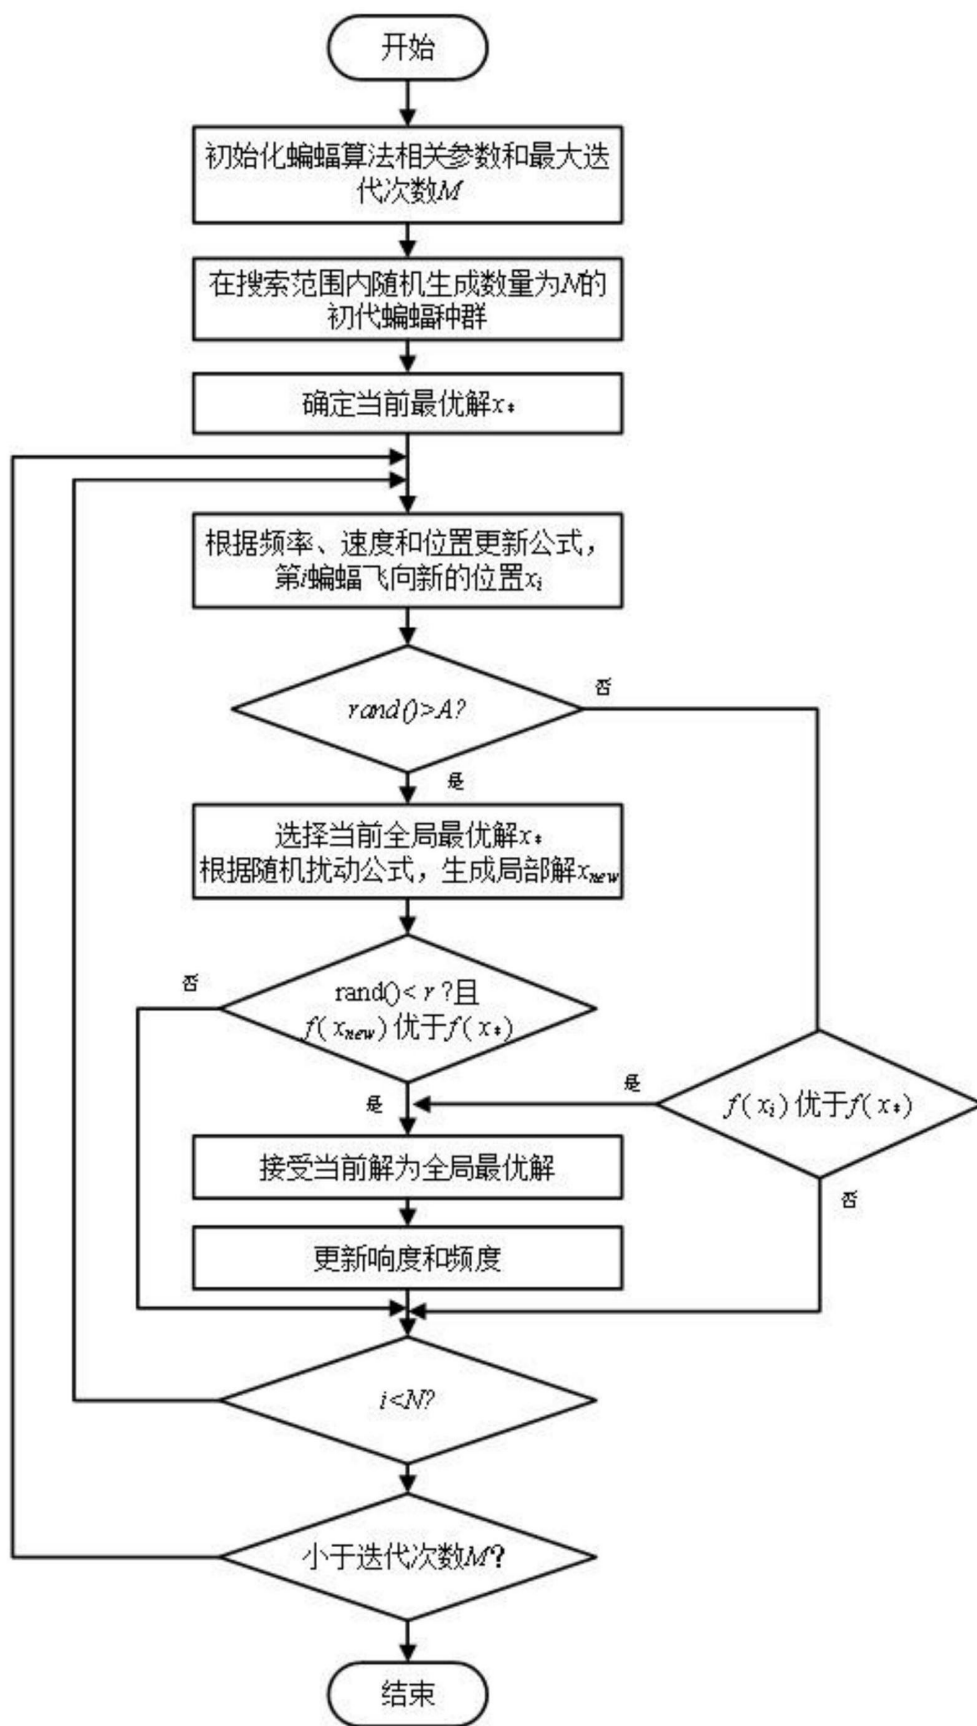 开始
初始化蝙蝠算法相关参数和最大迭
代次数M
在搜索范围内随机生成数量为N的
初代蝙蝠种群
确定当前最优解x*
根据频率、速度和位置更新公式，
第i蝙蝠飞向新的位置xi
rand()>A?
否
是
选择当前全局最优解x*
根据随机扰动公式，生成局部解xnew
否
rand()< r ?且
f( xnew) 优于f( x*)
是
是
f( xi) 优于f( x*)
接受当前解为全局最优解
否
更新响度和频度
i<N?
小于迭代次数M?
结束